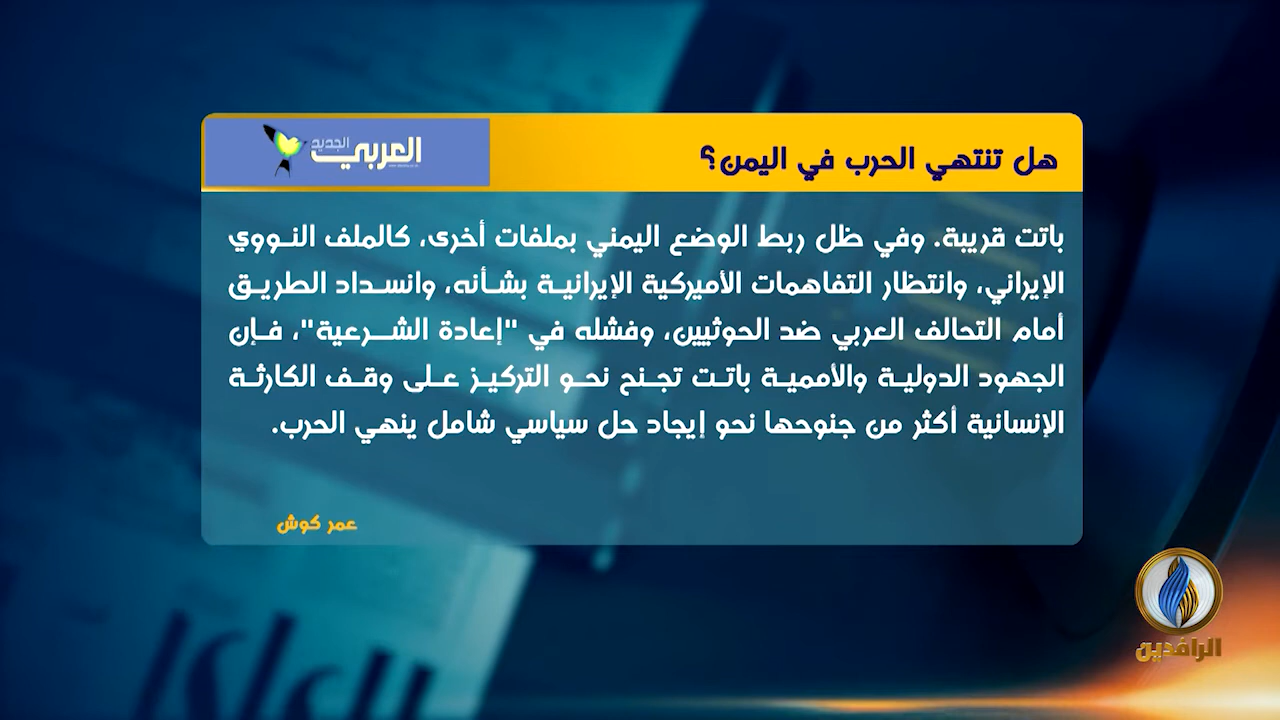 هل تنتهي الحرب في اليمن؟
العربي الجديد
باتت قريبة. وفي ظل ربط الوضع اليمني بملفات أخرى، كالملف النووي
الإيراني، وانتظار التفاهمات الأميركية الإيرانية بشأنه، وانسداد الطريق
أمام التحالف العربي ضد الحوثيين، وفشله في "إعادة الشرعية"، فإن
الجهود الدولية والأممية باتت تجنح نحو التركيز على وقف الكارثة
الإنسانية أكثر من جنوحها نحو إيجاد حل سياسي شامل ينهي الحرب.
عمر كوش
الرافدين